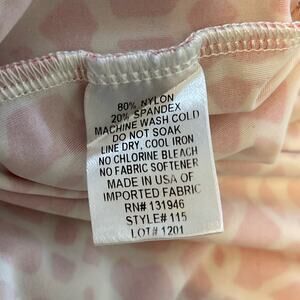 80% NYLON
20% SPANDEX
MACHINE WASH COLD
DO NOT SOAK
LINE DRY, COOL IRON
NO CHLORINE BLEACH
NO FABRIC SOFTENER
MADE IN USA OF
IMPORTED FABRIC
RN# 131946
STYLE# 115
LOT# 1201